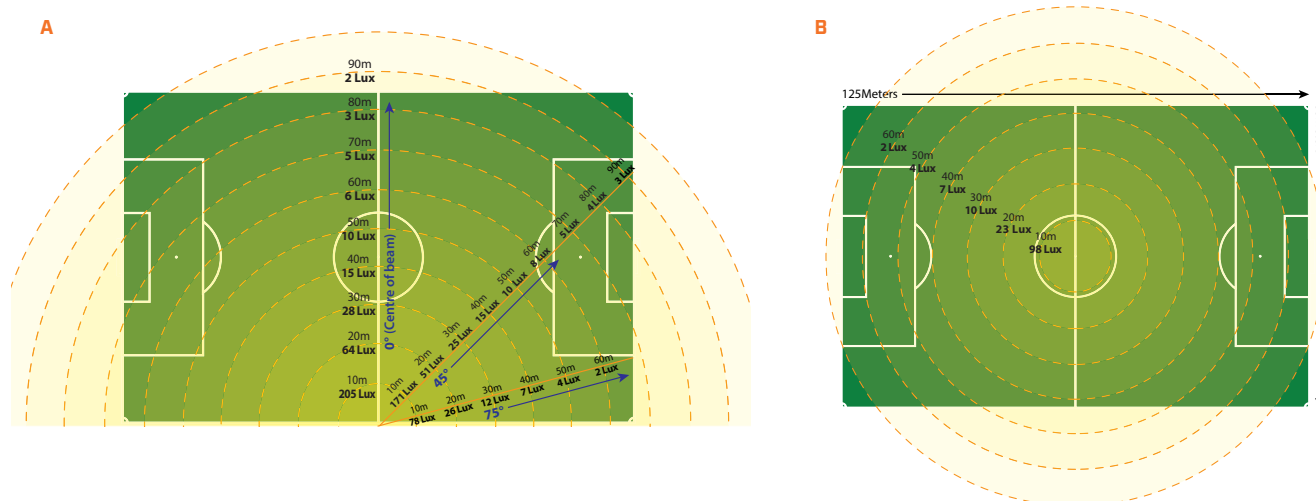 A
90m
2 Lux
80m
3 Lux
70m
5 Lux
60m
6 Lux
50m
10 Lux
40m
15 Lux
30m
28 Lux
20m
64 Lux
10m
205 Lux
0° (Centre of beam)
90m
3 Lux
80m
4 Lux
70m
5 Lux
60m
8 Lux
50m
10 Lux
40m
15 Lux
30m
25 Lux
20m
51 Lux
10m
171 Lux
45°
10m
78 Lux
20m
26 Lux
30m
12 Lux
40m
7 Lux
50m
4 Lux
60m
2 Lux
75°
B
125Meters
60m
2 Lux
50m
4 Lux
40m
7 Lux
30m
10 Lux
20m
23 Lux
10m
98 Lux